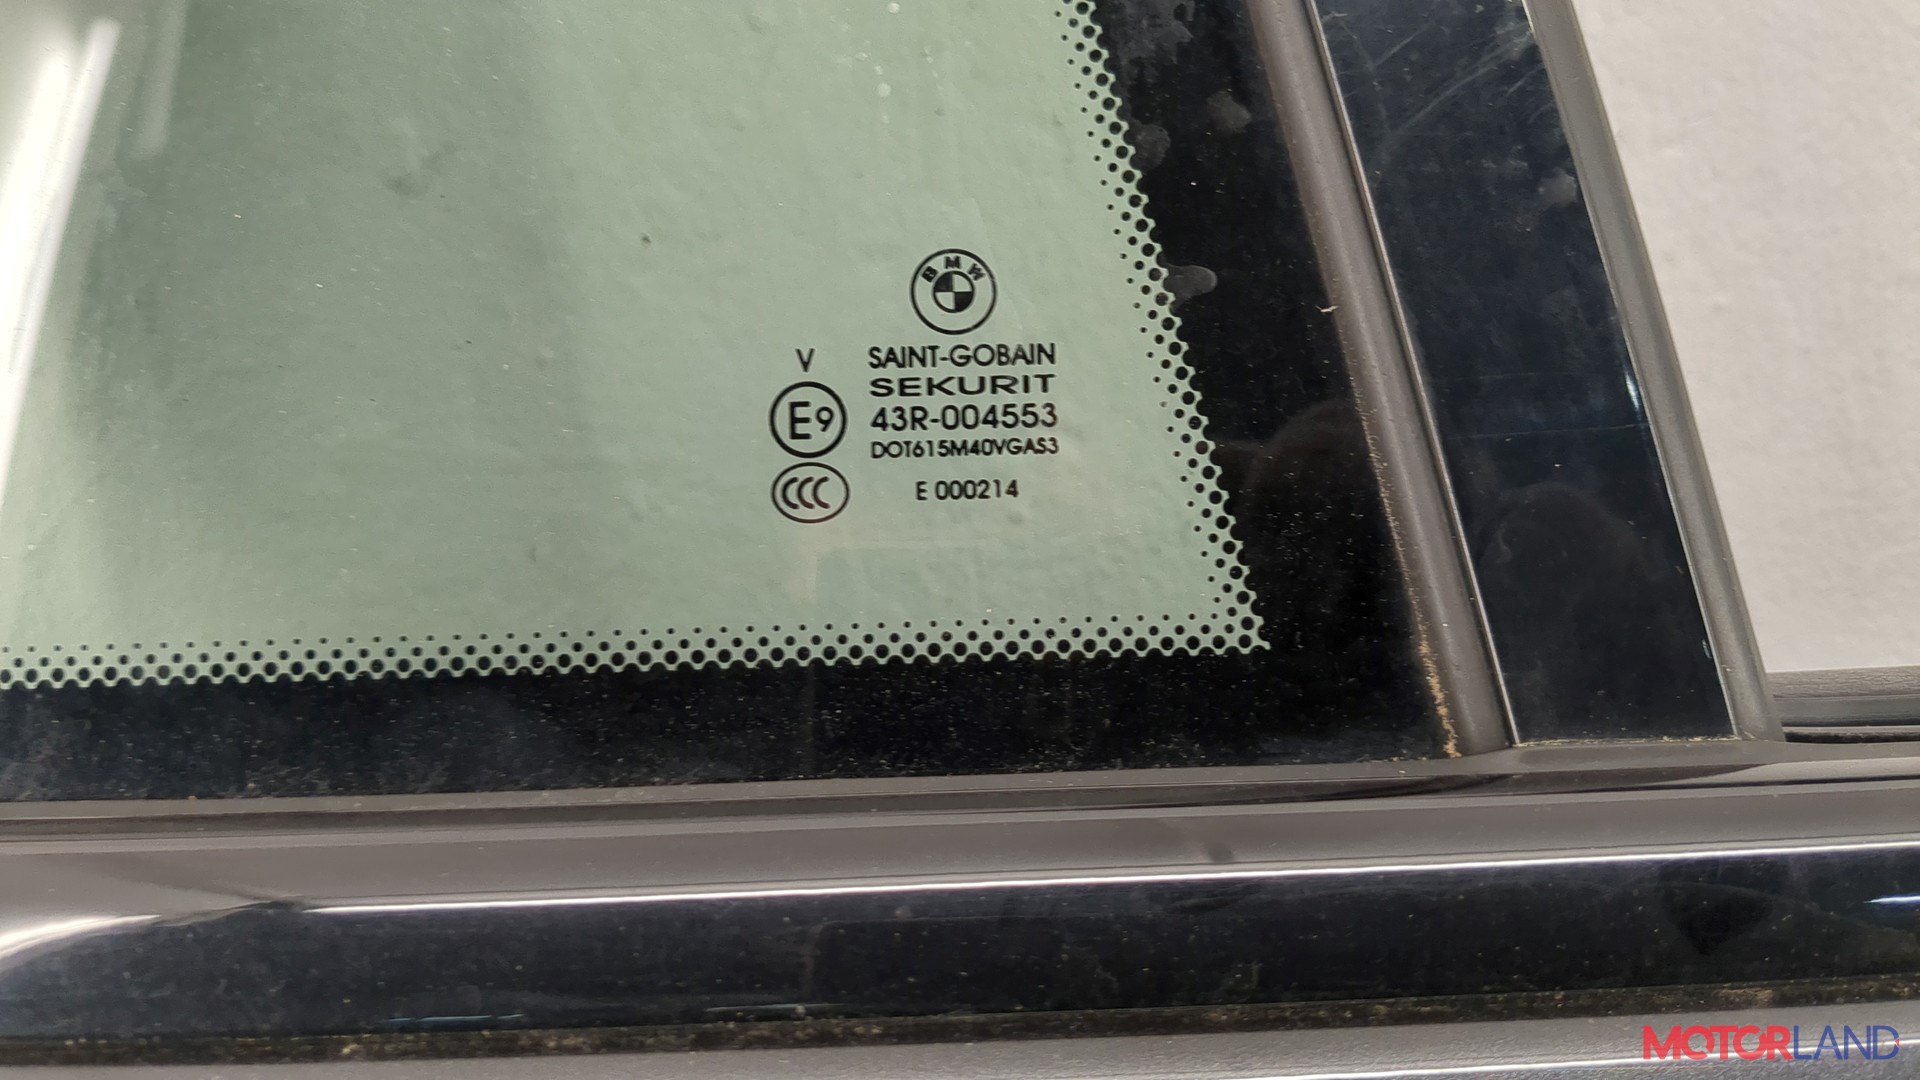 BMW
V
SAINT-GOBAIN
SEKURIT
E9
43R-004553
DOT615M40VGAS3
CCC
E 000214
MOTORLAND